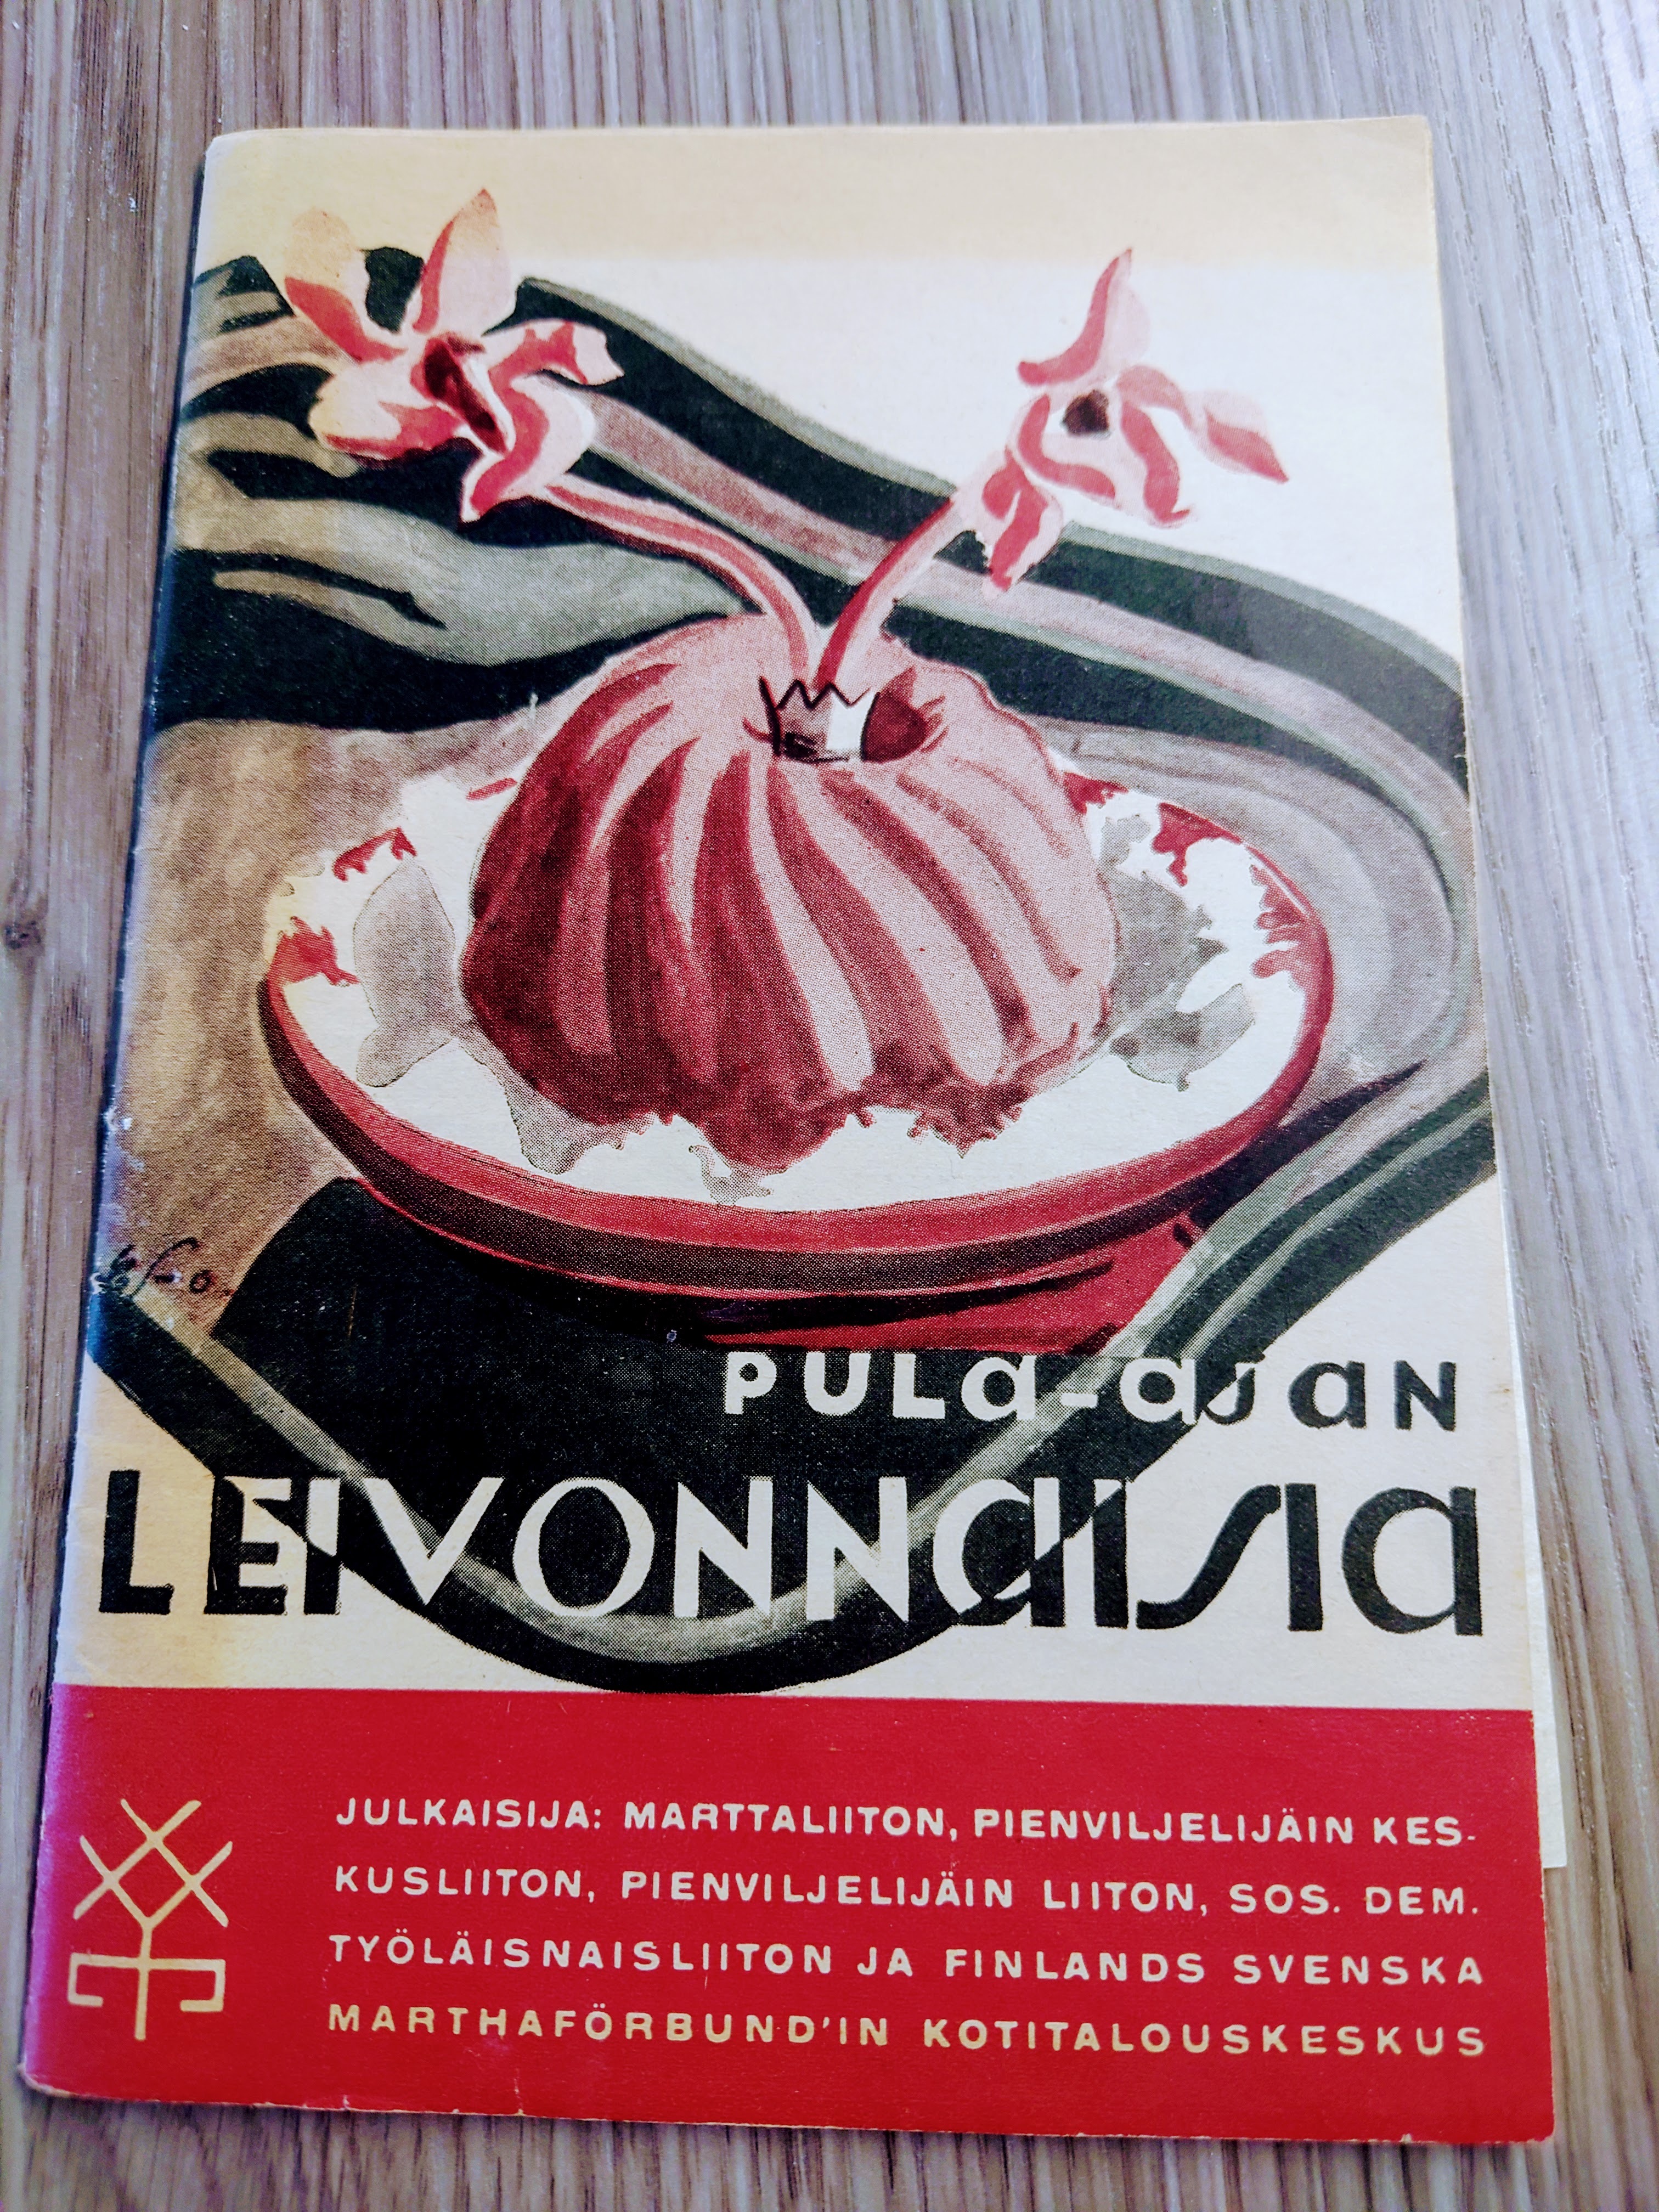 PULA-AJAN
LEIVONNAISIA
JULKAISIJA: MARTTALIITON, PIENVILJELIJÄIN KES-
KUSLIITON, PIENVILJELIJÄIN LIITON, SOS. DEM.
TYÖLÄISNAISLIITON JA FINLANDS SVENSKA
MARTHAFÖRBUND'IN KOTITALOUSKESKUS